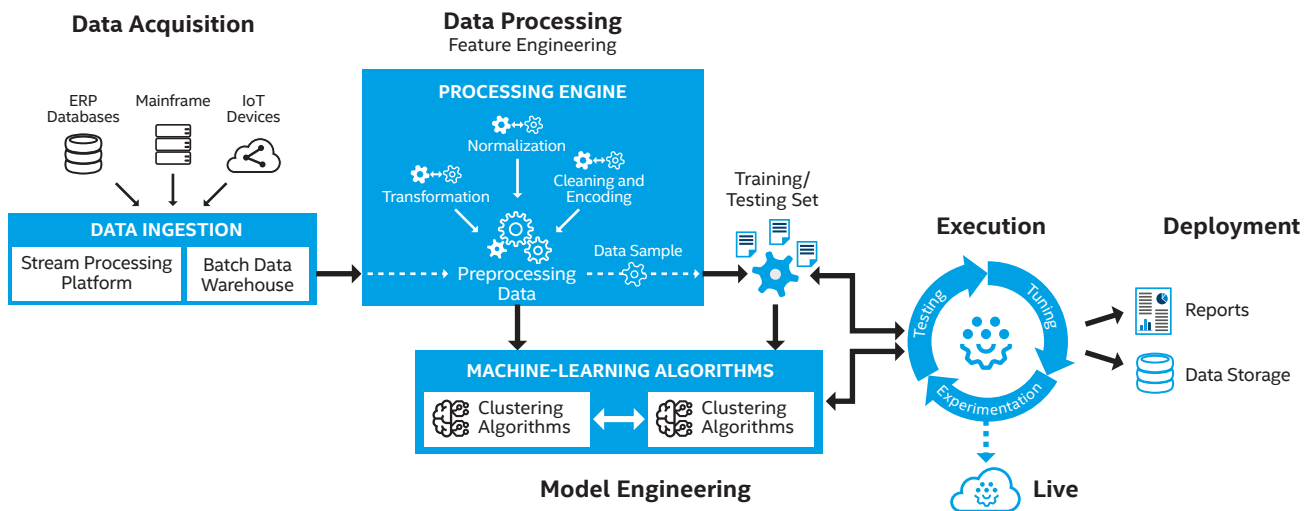 Data Acquisition
ERP
Databases
Mainframe
IoT
Devices
DATA INGESTION
Stream Processing
Platform
Batch Data
Warehouse
Data Processing
Feature Engineering
PROCESSING ENGINE
Normalization
Transformation
Cleaning and
Encoding
Preprocessing
Data
Data Sample
Training/
Testing Set
MACHINE-LEARNING ALGORITHMS
Clustering
Algorithms
Clustering
Algorithms
Model Engineering
Execution
Testing
Tuning
Experimentation
Live
Deployment
Reports
Data Storage